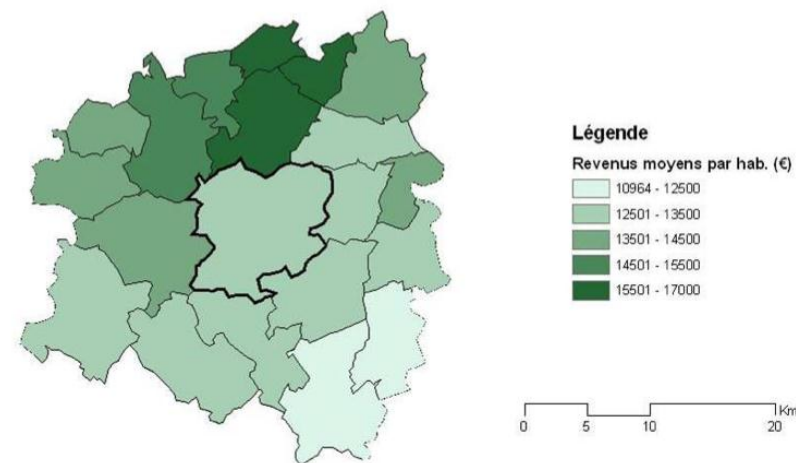 Légende
Revenus moyens par hab. (€)
10964 - 12500
12501 - 13500
13501 - 14500
14501 - 15500
15501 - 17000
Km
0 5 10 20